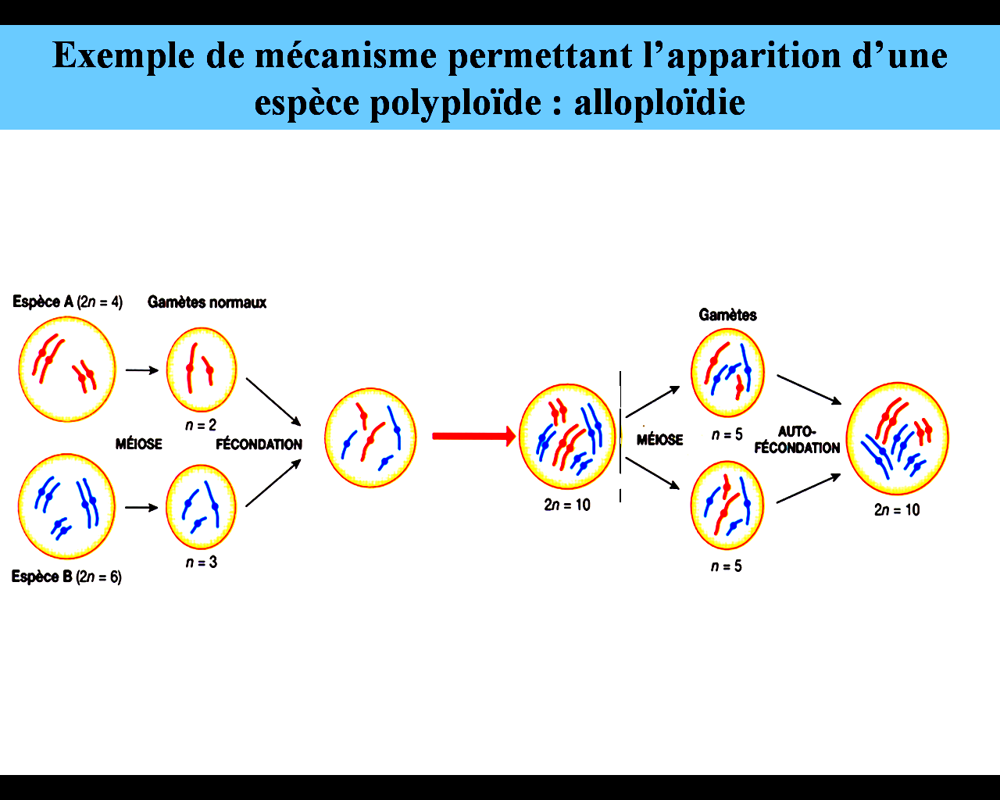 Exemple de mécanisme permettant l’apparition d’une
espèce polyploïde : alloploïdie
Espèce A (2n = 4)
Gamètes normaux
n = 2
MÉIOSE
FÉCONDATION
n = 3
Espèce B (2n = 6)
2n = 10
Gamètes
MÉIOSE
n = 5
AUTO-
FÉCONDATION
n = 5
2n = 10